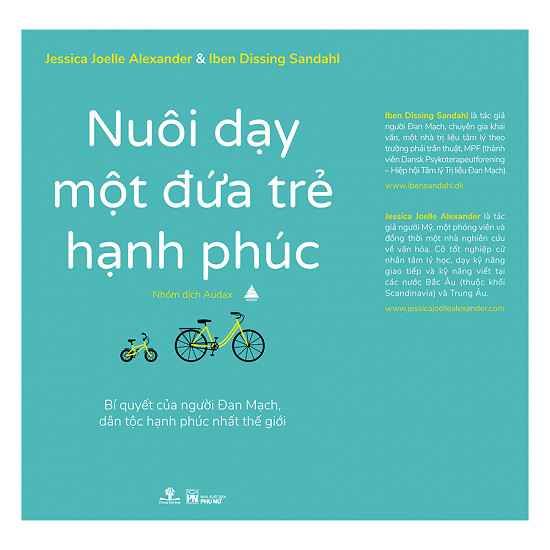 Jessica Joelle Alexander & Iben Dissing Sandahl
Nuôi dạy
một đứa trẻ
hạnh phúc
Nhóm dịch Audax
AUDAX
Bí quyết của người Đan Mạch,
dân tộc hạnh phúc nhất thế giới
PN
NHÀ XUẤT BẢN
PHỤ NỮ
Iben Dissing Sandahl là tác giả
người Đan Mạch, chuyên gia khai
vấn, một nhà trị liệu tâm lý theo
trường phái trần thuật, MPF (thành
viên Dansk Psykoterapeutforening
– Hiệp hội Tâm lý Trị liệu Đan Mạch).
www.ibensandahl.dk
Jessica Joelle Alexander là tác
giả người Mỹ, một phóng viên và
đồng thời một nhà nghiên cứu
về văn hóa. Cô tốt nghiệp cử
nhân tâm lý học, dạy kỹ năng
giao tiếp và kỹ năng viết tại
các nước Bắc Âu (thuộc khối
Scandinavia) và Trung Âu.
www.jessicajoellealexander.com